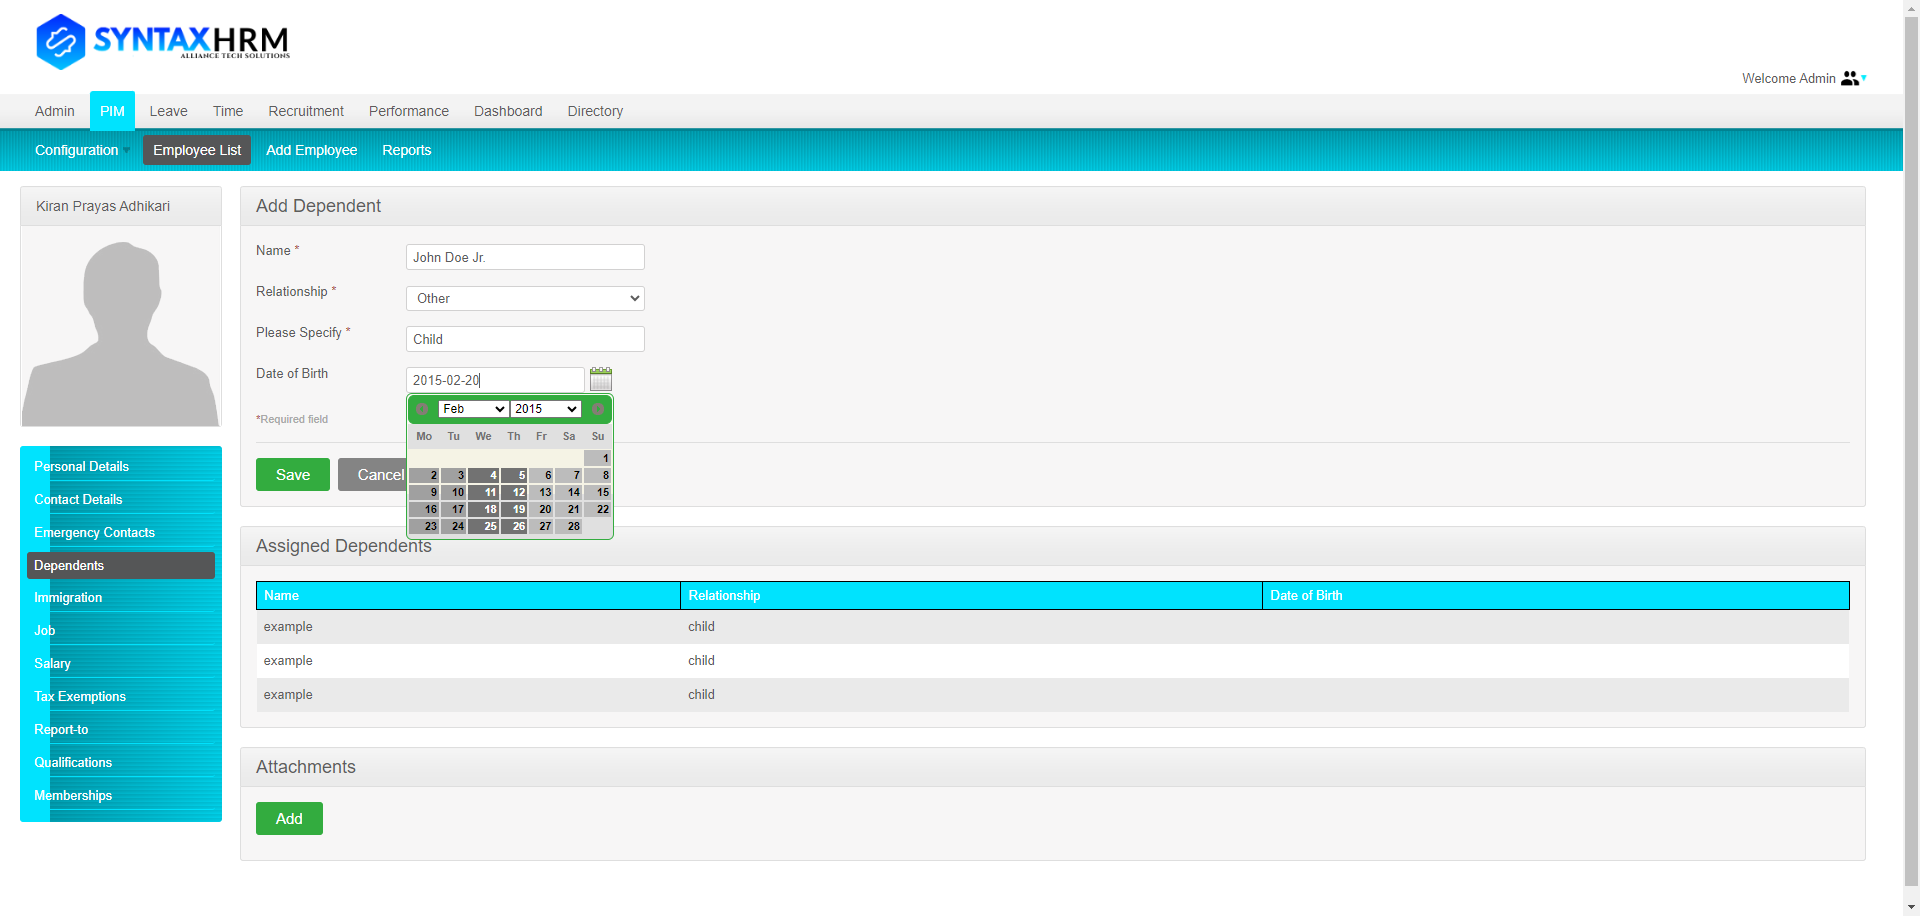 SYNTAXHRM
ALLIANCE TECH SOLUTIONS
Welcome Admin
Admin PIM Leave Time Recruitment Performance Dashboard Directory
Configuration Employee List Add Employee Reports
Kiran Prayas Adhikari
Personal Details
Contact Details
Emergency Contacts
Dependents
Immigration
Job
Salary
Tax Exemptions
Report-to
Qualifications
Memberships
Add Dependent
Name * John Doe Jr.
Relationship * Other
Please Specify * Child
Date of Birth 2015-02-20
*Required field
Feb 2015
Mo Tu We Th Fr Sa Su
1
2 3 4 5 6 7 8
9 10 11 12 13 14 15
16 17 18 19 20 21 22
23 24 25 26 27 28
Save Cancel
Assigned Dependents
Name Relationship Date of Birth
example child
example child
example child
Attachments
Add